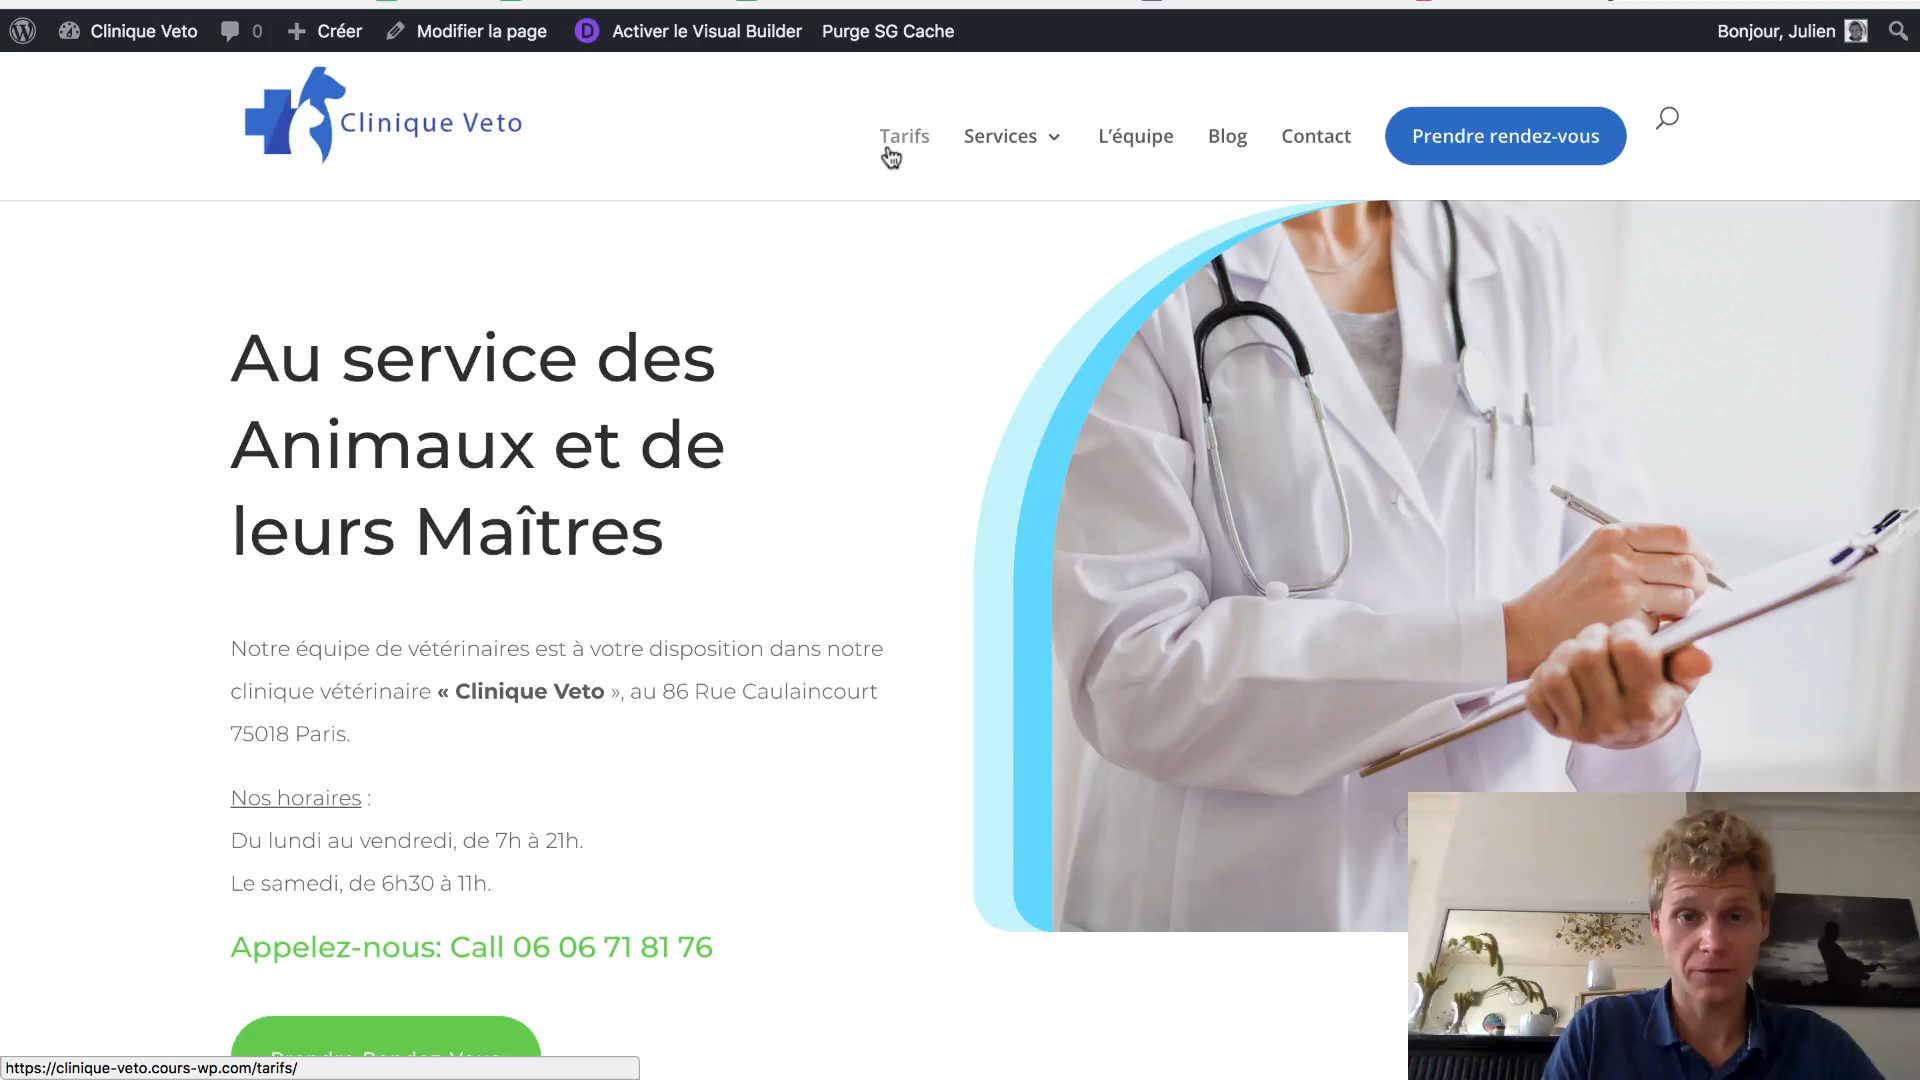 Clinique Veto
0
Créer
Modifier la page
D
Activer le Visual Builder
Purge SG Cache
Bonjour, Julien
Clinique Veto
Tarifs
Services
L'équipe
Blog
Contact
Prendre rendez-vous
Au service des
Animaux et de
leurs Maîtres
Notre équipe de vétérinaires est à votre disposition dans notre
clinique vétérinaire « Clinique Veto », au 86 Rue Caulaincourt
75018 Paris.
Nos horaires :
Du lundi au vendredi, de 7h à 21h.
Le samedi, de 6h30 à 11h.
Appelez-nous: Call 06 06 71 81 76
Prendre Rendez-Vous
https://clinique-veto.cours-wp.com/tarifs/